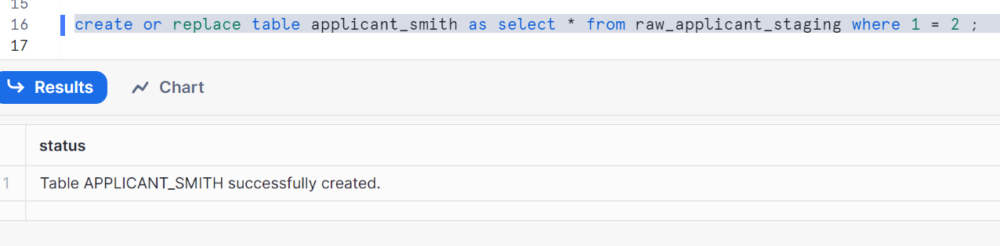 15
16 create or replace table applicant_smith as select * from raw_applicant_staging where 1 = 2 ;
17
Results Chart
status
1 Table APPLICANT_SMITH successfully created.